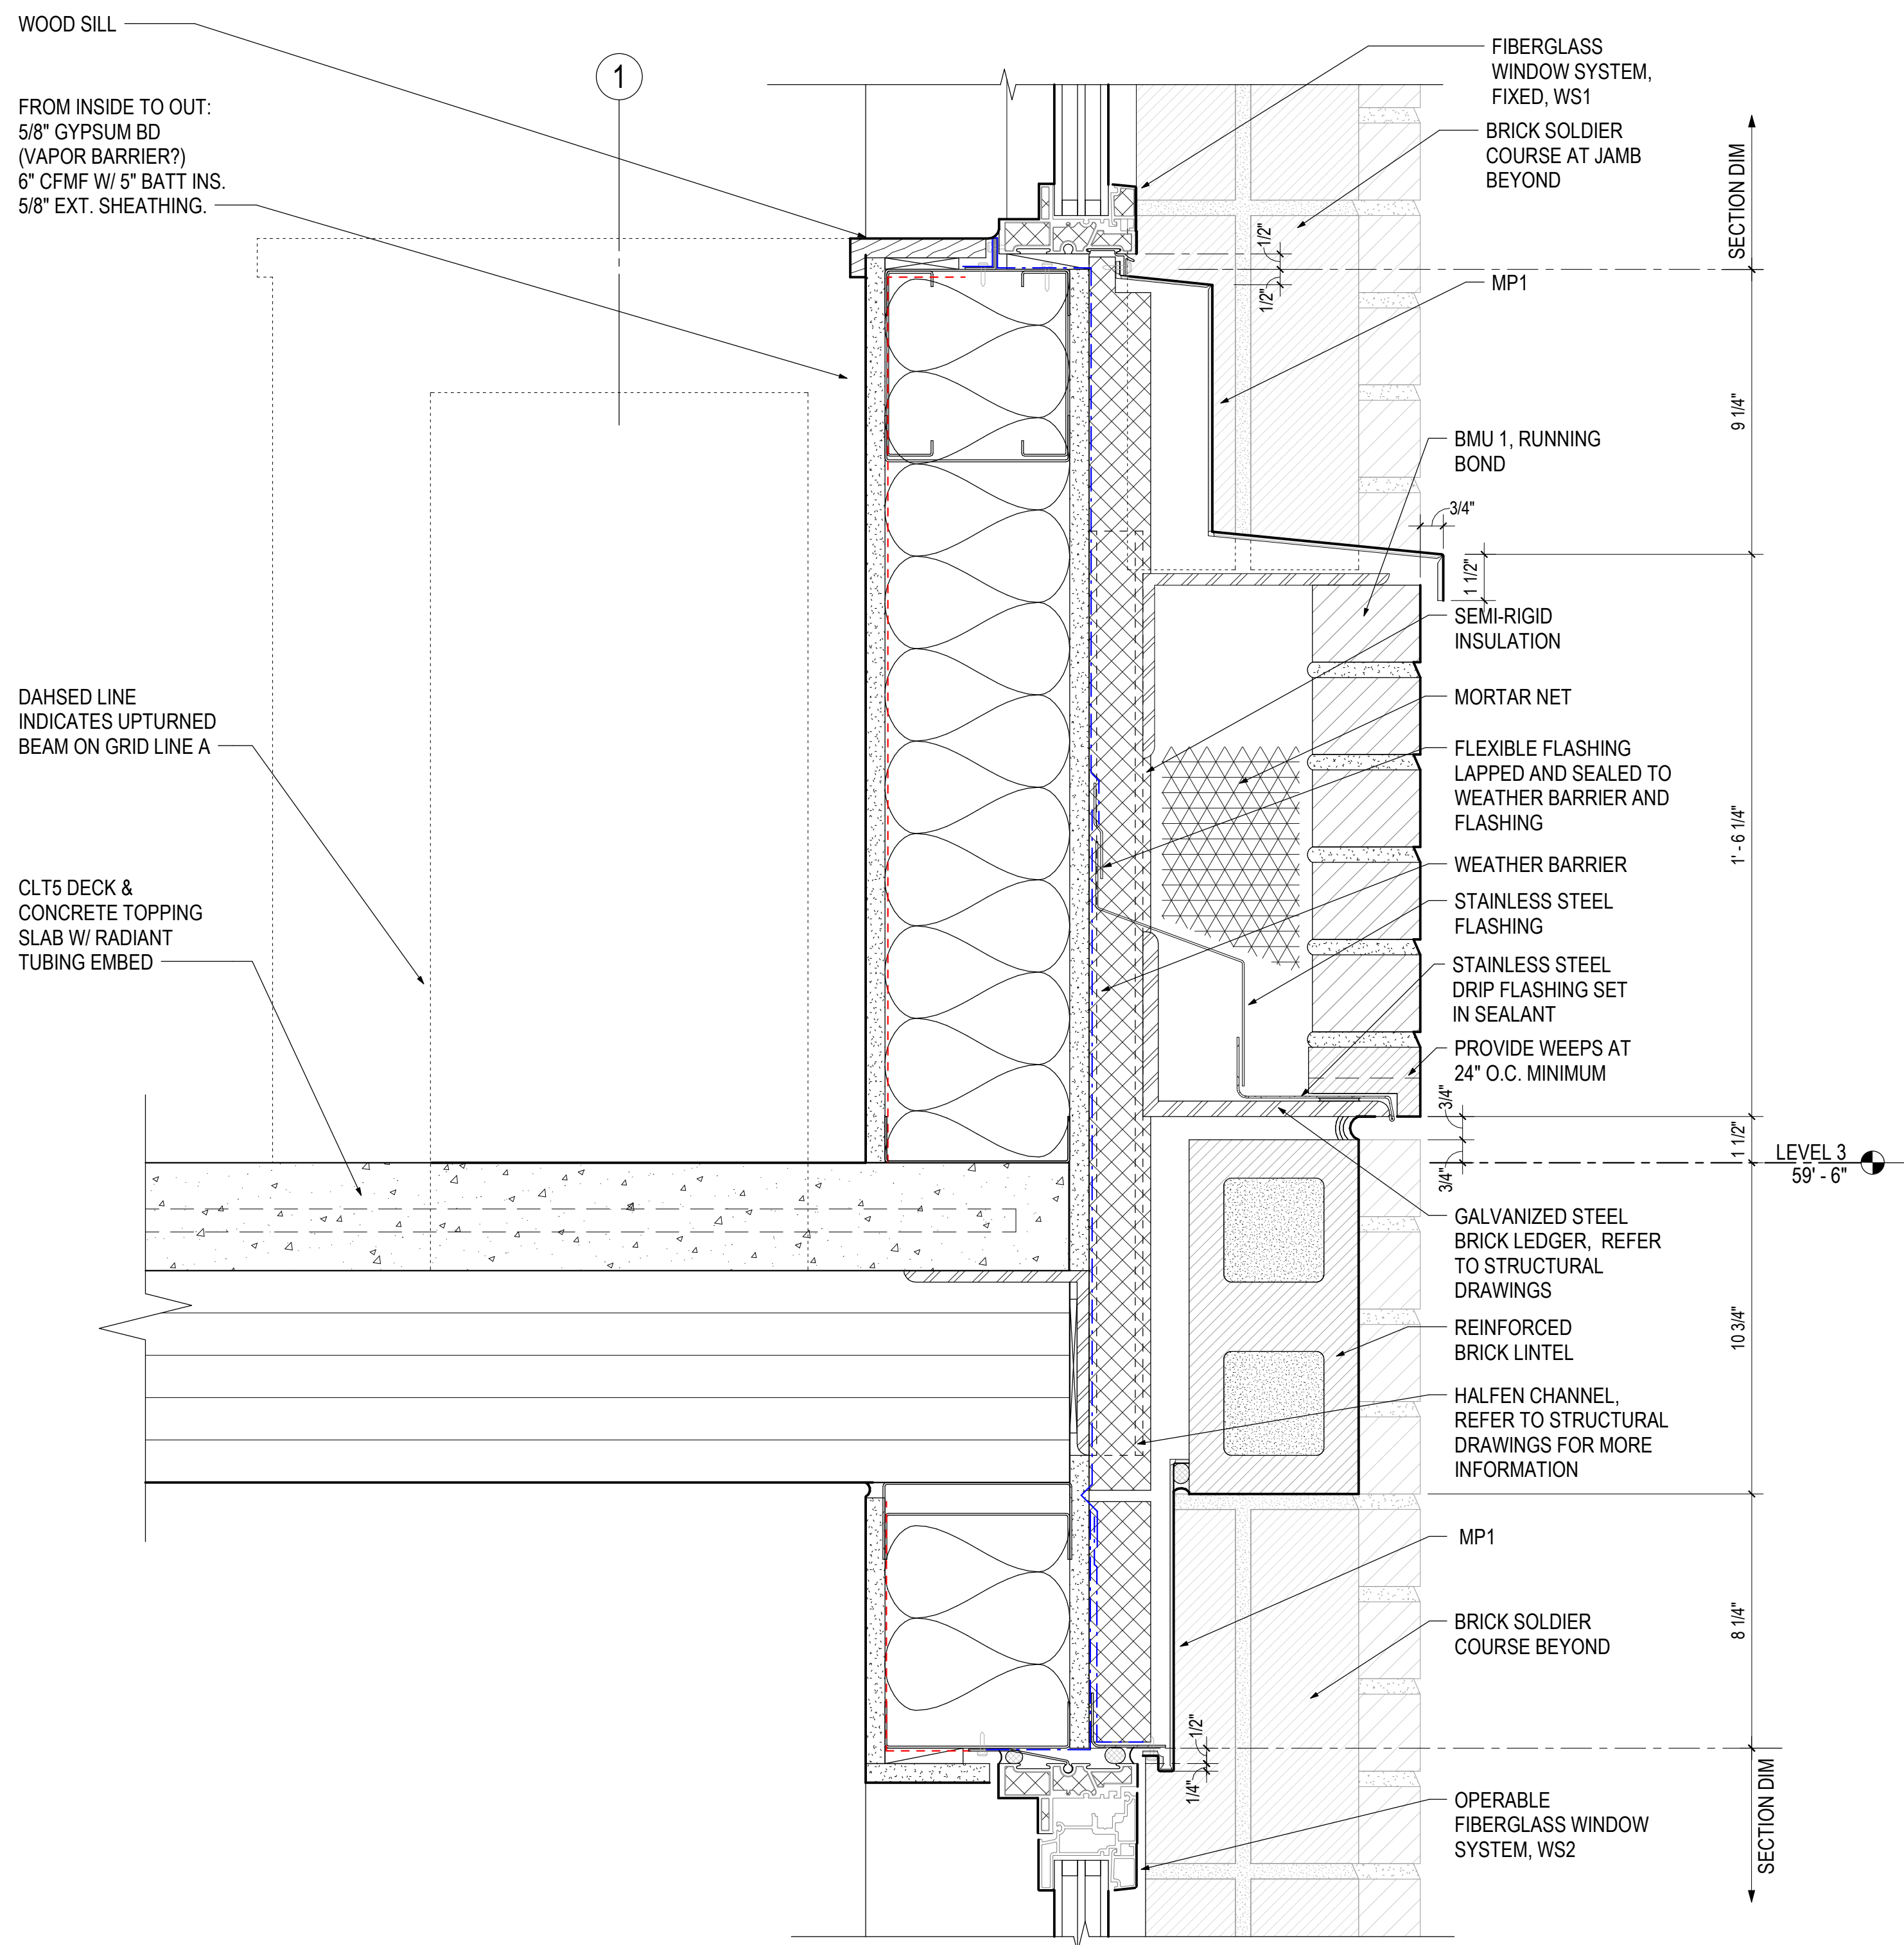 WOOD SILL
FROM INSIDE TO OUT:
5/8" GYPSUM BD
(VAPOR BARRIER?)
6" CFMF W/ 5" BATT INS.
5/8" EXT. SHEATHING.
1
DAHSED LINE
INDICATES UPTURNED
BEAM ON GRID LINE A
CLT5 DECK &
CONCRETE TOPPING
SLAB W/ RADIANT
TUBING EMBED
FIBERGLASS
WINDOW SYSTEM,
FIXED, WS1
BRICK SOLDIER
COURSE AT JAMB
BEYOND
MP1
BMU 1, RUNNING
BOND
SEMI-RIGID
INSULATION
MORTAR NET
FLEXIBLE FLASHING
LAPPED AND SEALED TO
WEATHER BARRIER AND
FLASHING
WEATHER BARRIER
STAINLESS STEEL
FLASHING
STAINLESS STEEL
DRIP FLASHING SET
IN SEALANT
PROVIDE WEEPS AT
24" O.C. MINIMUM
GALVANIZED STEEL
BRICK LEDGER, REFER
TO STRUCTURAL
DRAWINGS
REINFORCED
BRICK LINTEL
HALFEN CHANNEL,
REFER TO STRUCTURAL
DRAWINGS FOR MORE
INFORMATION
MP1
BRICK SOLDIER
COURSE BEYOND
OPERABLE
FIBERGLASS WINDOW
SYSTEM, WS2
1/2"
1/2"
3/4"
1 1/2"
3/4"
3/4"
1/2"
1/4"
SECTION DIM
9 1/4"
1' - 6 1/4"
1 1/2"
LEVEL 3
59' - 6"
10 3/4"
8 1/4"
SECTION DIM